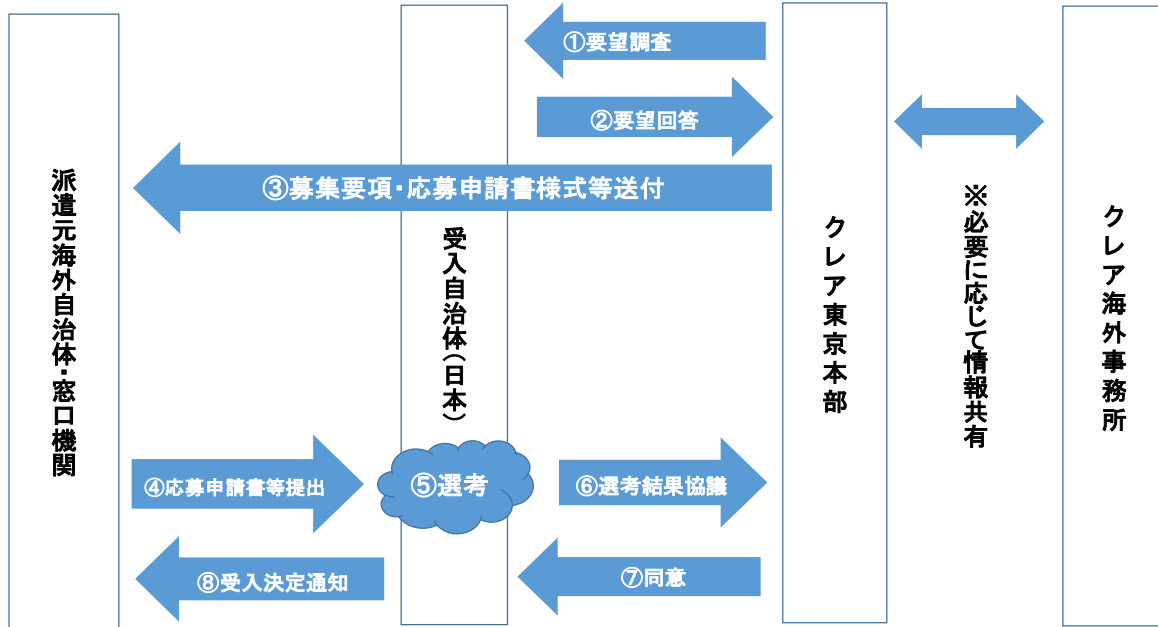 ①要望調査
②要望回答
③募集要項・応募申請書様式等送付
派遣元海外自治体・窓口機関
受入自治体(日本)
クレア東京本部
※必要に応じて情報共有
クレア海外事務所
④応募申請書等提出
⑤選考
⑥選考結果協議
⑦同意
⑧受入決定通知